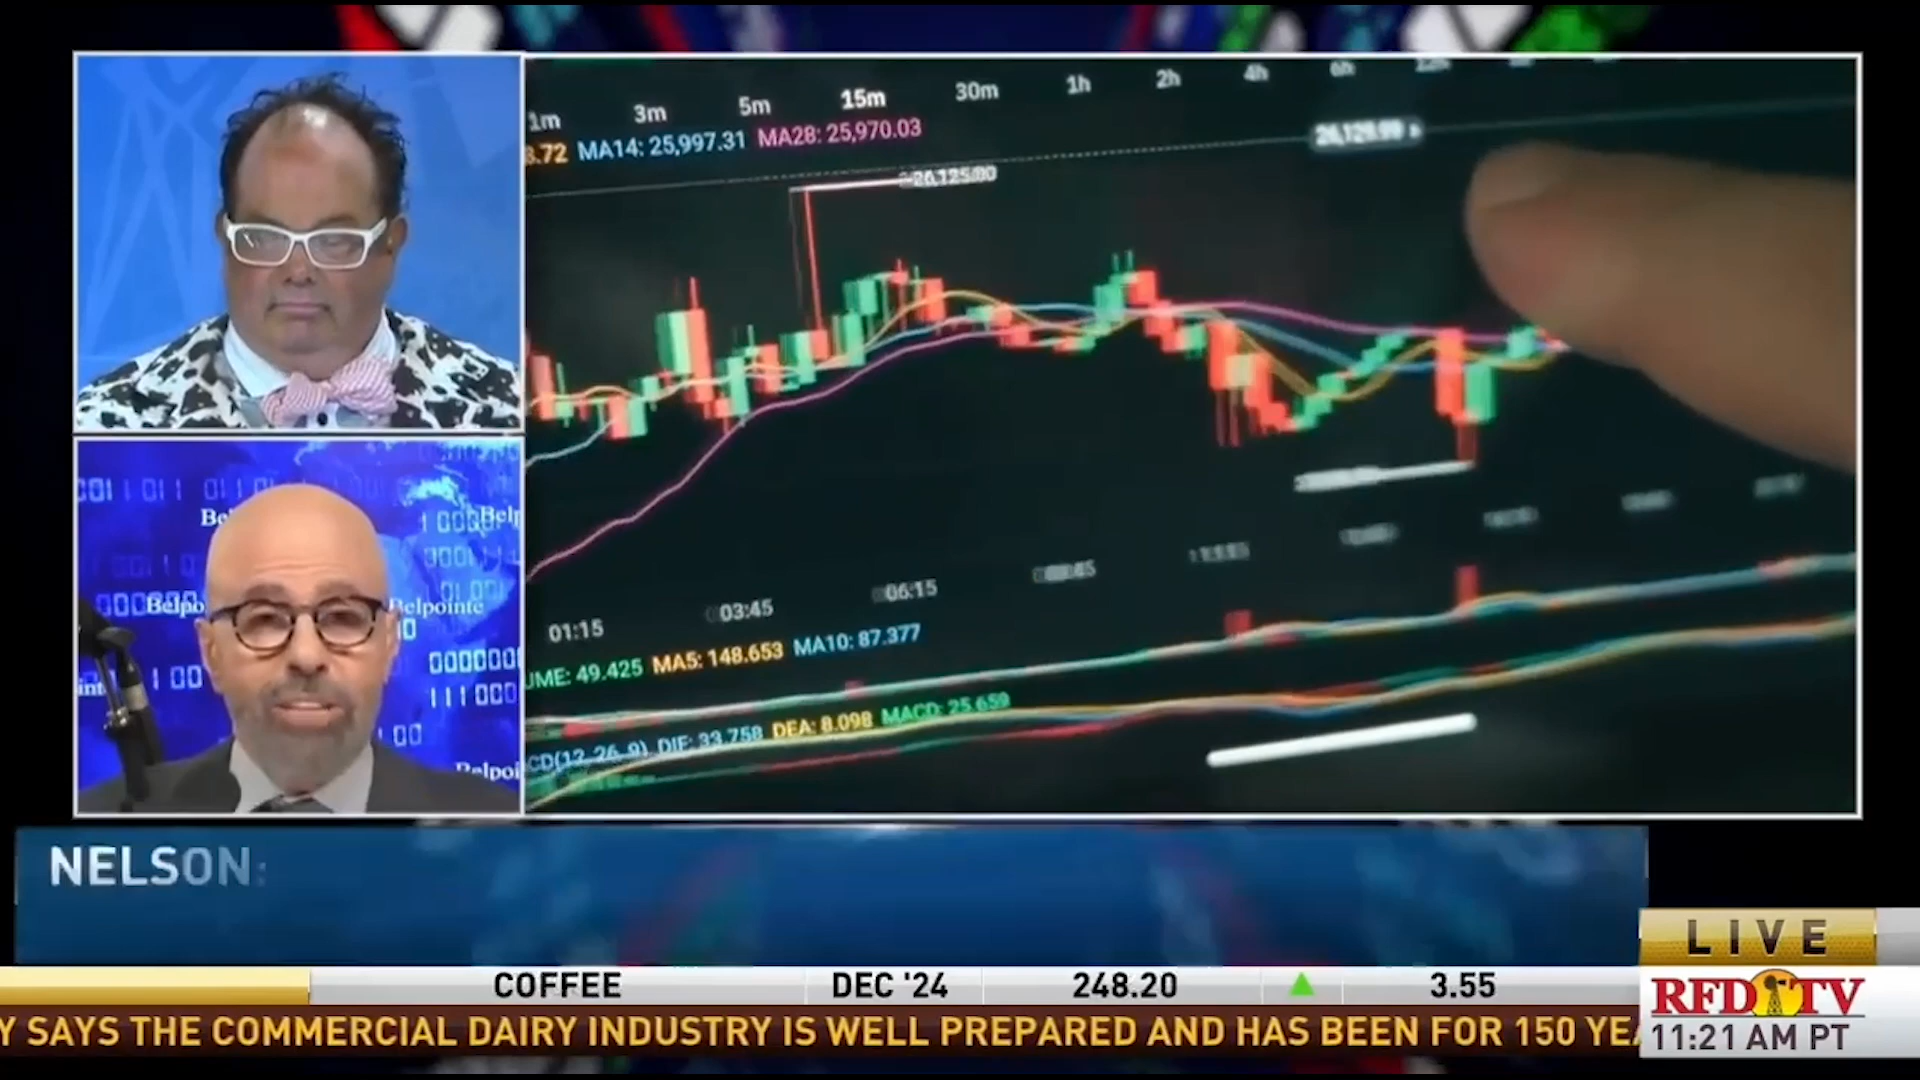 1m 3m 5m 15m 30m 1h 2h 4h 6h 12h
3.72 MA14: 25,997.31 MA28: 25,970.03
26,125.00
Belpointe
01:15 03:45 06:15
UME: 49.425 MA5: 148.653 MA10: 87.377
CD(12, 26, 9) DIF: 33.758 DEA: 8.098 MACD: 25.659
NELSON:
LIVE
COFFEE DEC '24 248.20 ▲ 3.55
RFD TV
Y SAYS THE COMMERCIAL DAIRY INDUSTRY IS WELL PREPARED AND HAS BEEN FOR 150 YEA
11:21 AM PT